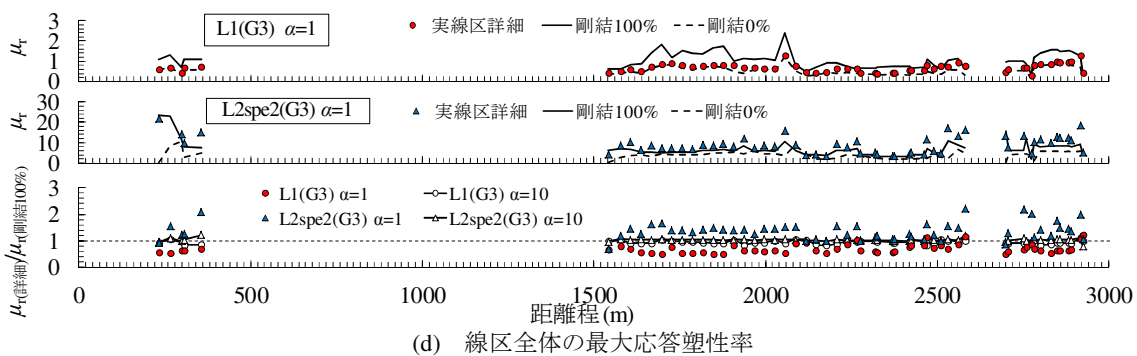 L1(G3) α=1
実線区詳細 剛結100% 剛結0%
μr
3
2
1
0
L2spe2(G3) α=1
実線区詳細 剛結100% 剛結0%
μr
30
20
10
0
L1(G3) α=1 L1(G3) α=10
L2spe2(G3) α=1 L2spe2(G3) α=10
μr(詳細)/μr(剛結100%)
3
2
1
0
0 500 1000 1500 2000 2500 3000
距離程(m)
(d) 線区全体の最大応答塑性率